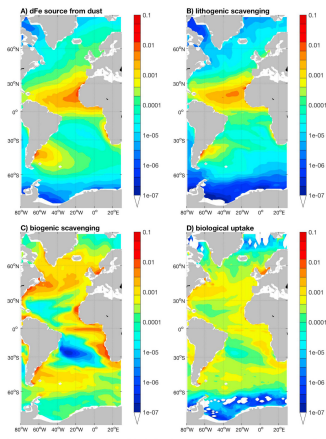 A) dFe source from dust
B) lithogenic scavenging
60°N
30°N
0°
30°S
60°S
80°W 60°W 40°W 20°W 0° 20°E
0.1
0.01
0.001
0.0001
1e-05
1e-06
1e-07
60°N
30°N
0°
30°S
60°S
80°W 60°W 40°W 20°W 0° 20°E
0.1
0.01
0.001
0.0001
1e-05
1e-06
1e-07
C) biogenic scavenging
D) biological uptake
60°N
30°N
0°
30°S
60°S
80°W 60°W 40°W 20°W 0° 20°E
0.1
0.01
0.001
0.0001
1e-05
1e-06
1e-07
60°N
30°N
0°
30°S
60°S
80°W 60°W 40°W 20°W 0° 20°E
0.1
0.01
0.001
0.0001
1e-05
1e-06
1e-07